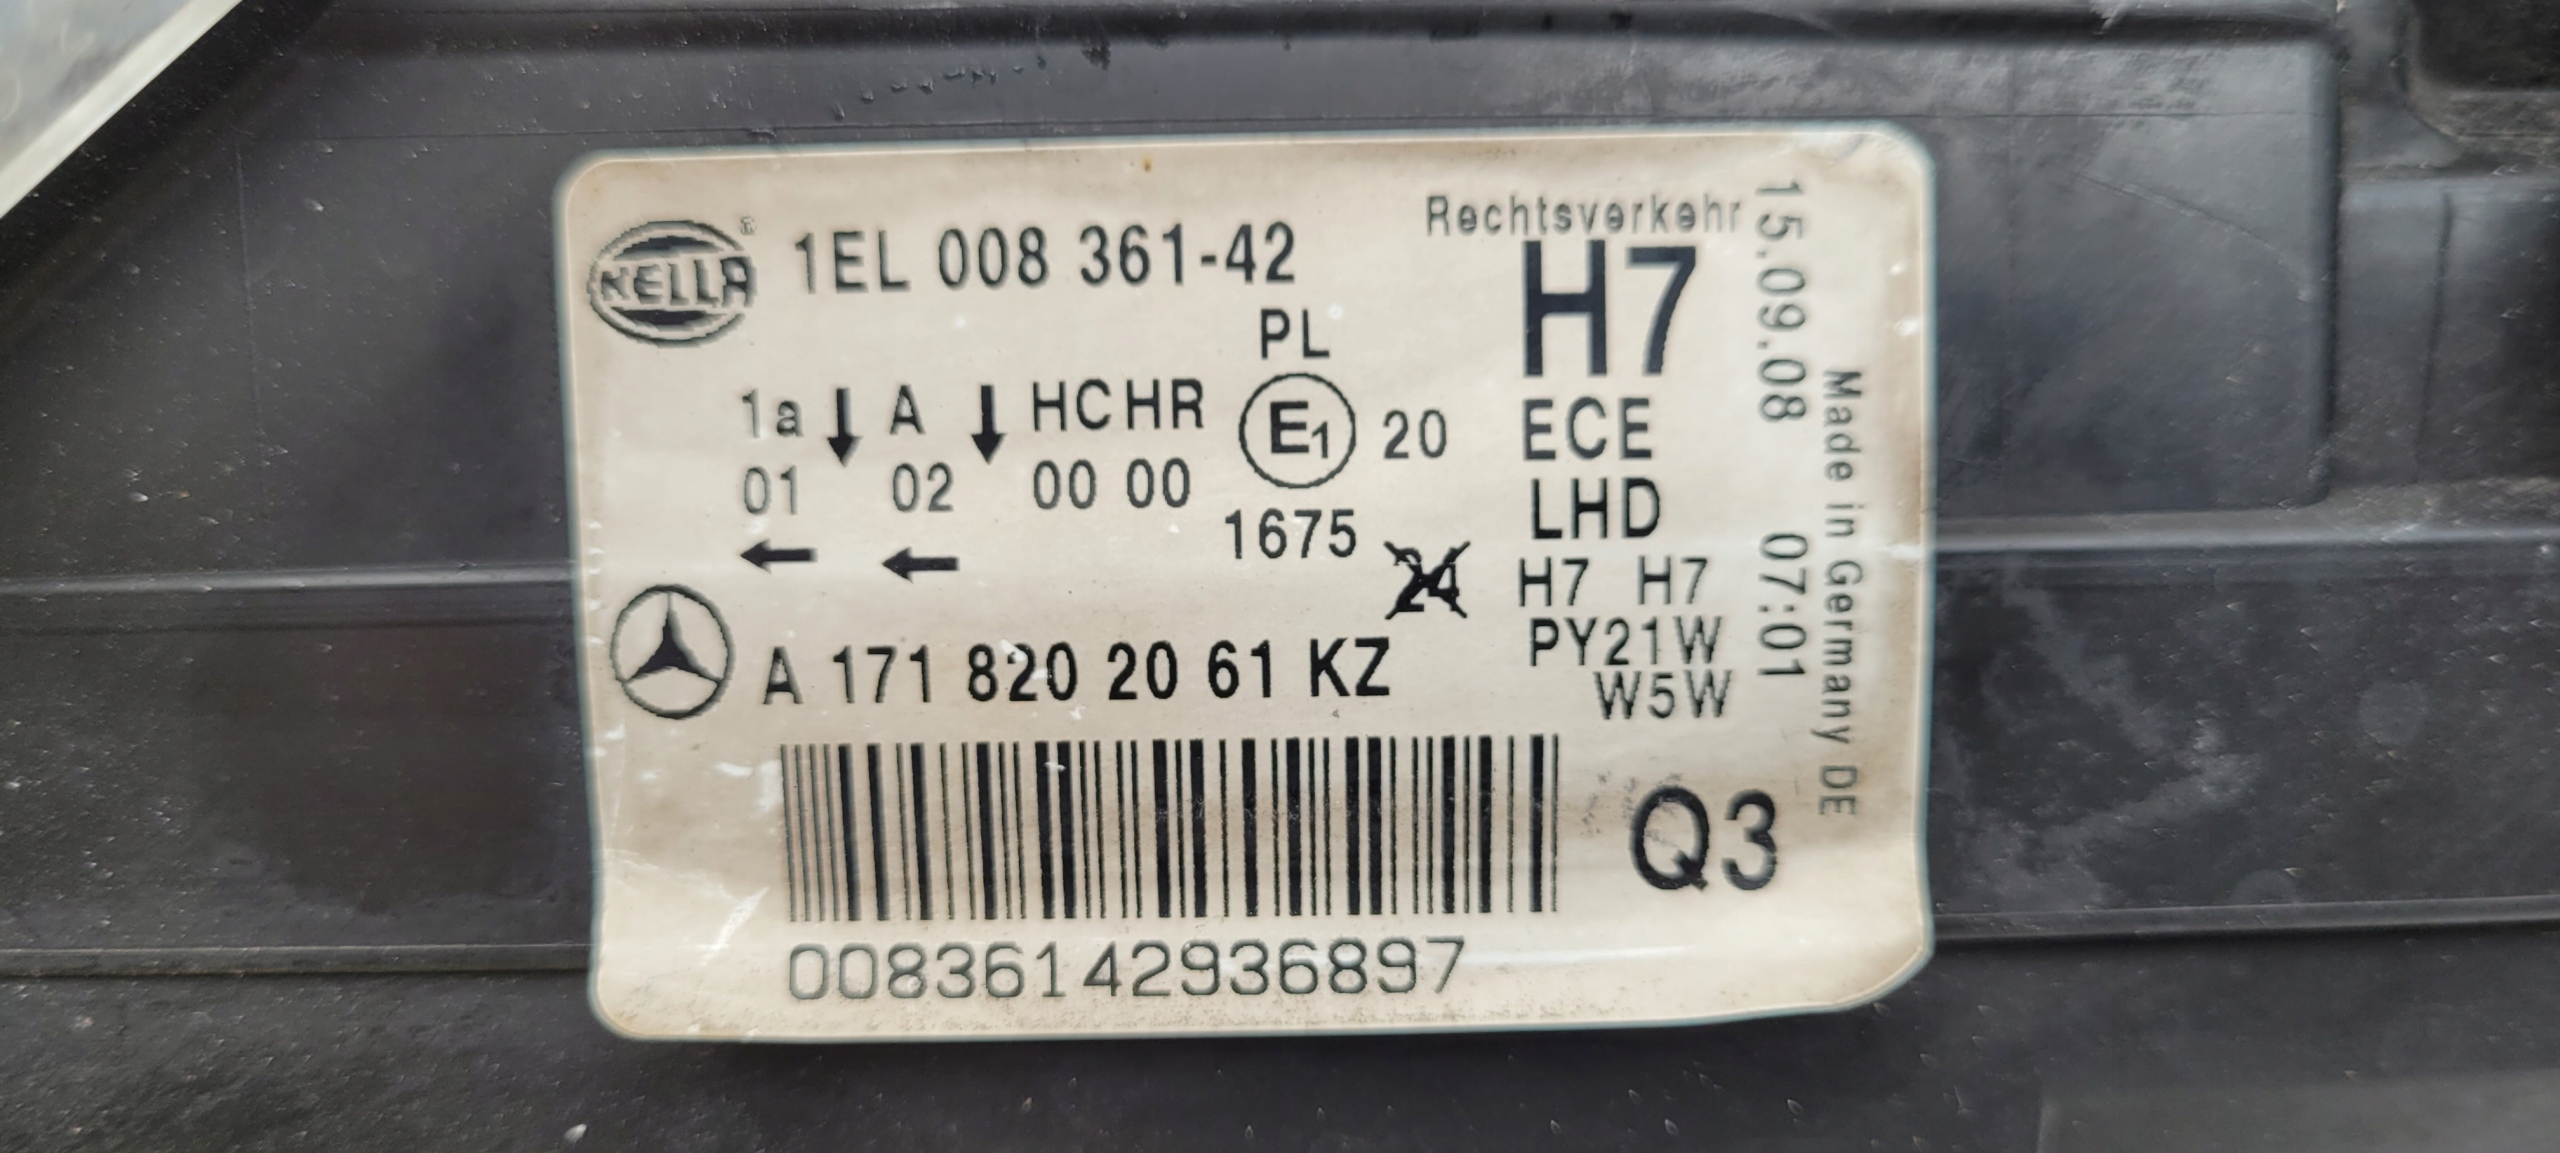 HELLA ®
1EL 008 361-42
Rechtsverkehr
H7
PL
1a A HCHR
E1 20
ECE
01 02 00 00
LHD
1675
24
H7 H7
PY21W
W5W
A 171 820 20 61 KZ
Q3
00836142936897
15.09.08 07:01
Made in Germany DE